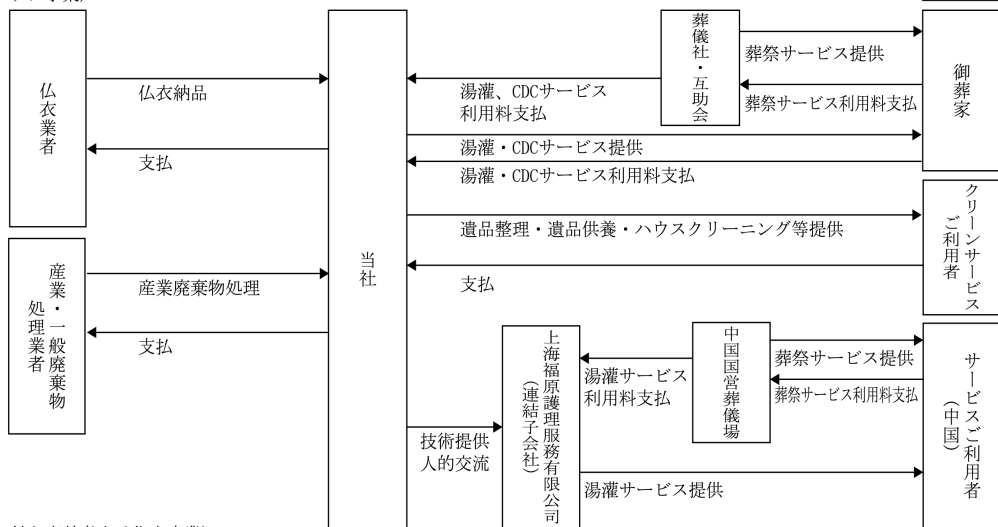 仏衣業者
仏衣納品
支払
産業・一般廃棄物
処理業者
産業廃棄物処理
支払
当社
葬儀社・互助会
葬祭サービス提供
葬祭サービス利用料支払
御葬家
湯灌、CDCサービス
利用料支払
湯灌・CDCサービス提供
湯灌・CDCサービス利用料支払
クリーンサービス
ご利用者
遺品整理・遺品供養・ハウスクリーニング等提供
支払
技術提供
人的交流
上海福原護理服務有限公司
(連結子会社)
湯灌サービス
利用料支払
中国国営葬儀場
葬祭サービス提供
葬祭サービス利用料支払
サービスご利用者
(中国)
湯灌サービス提供